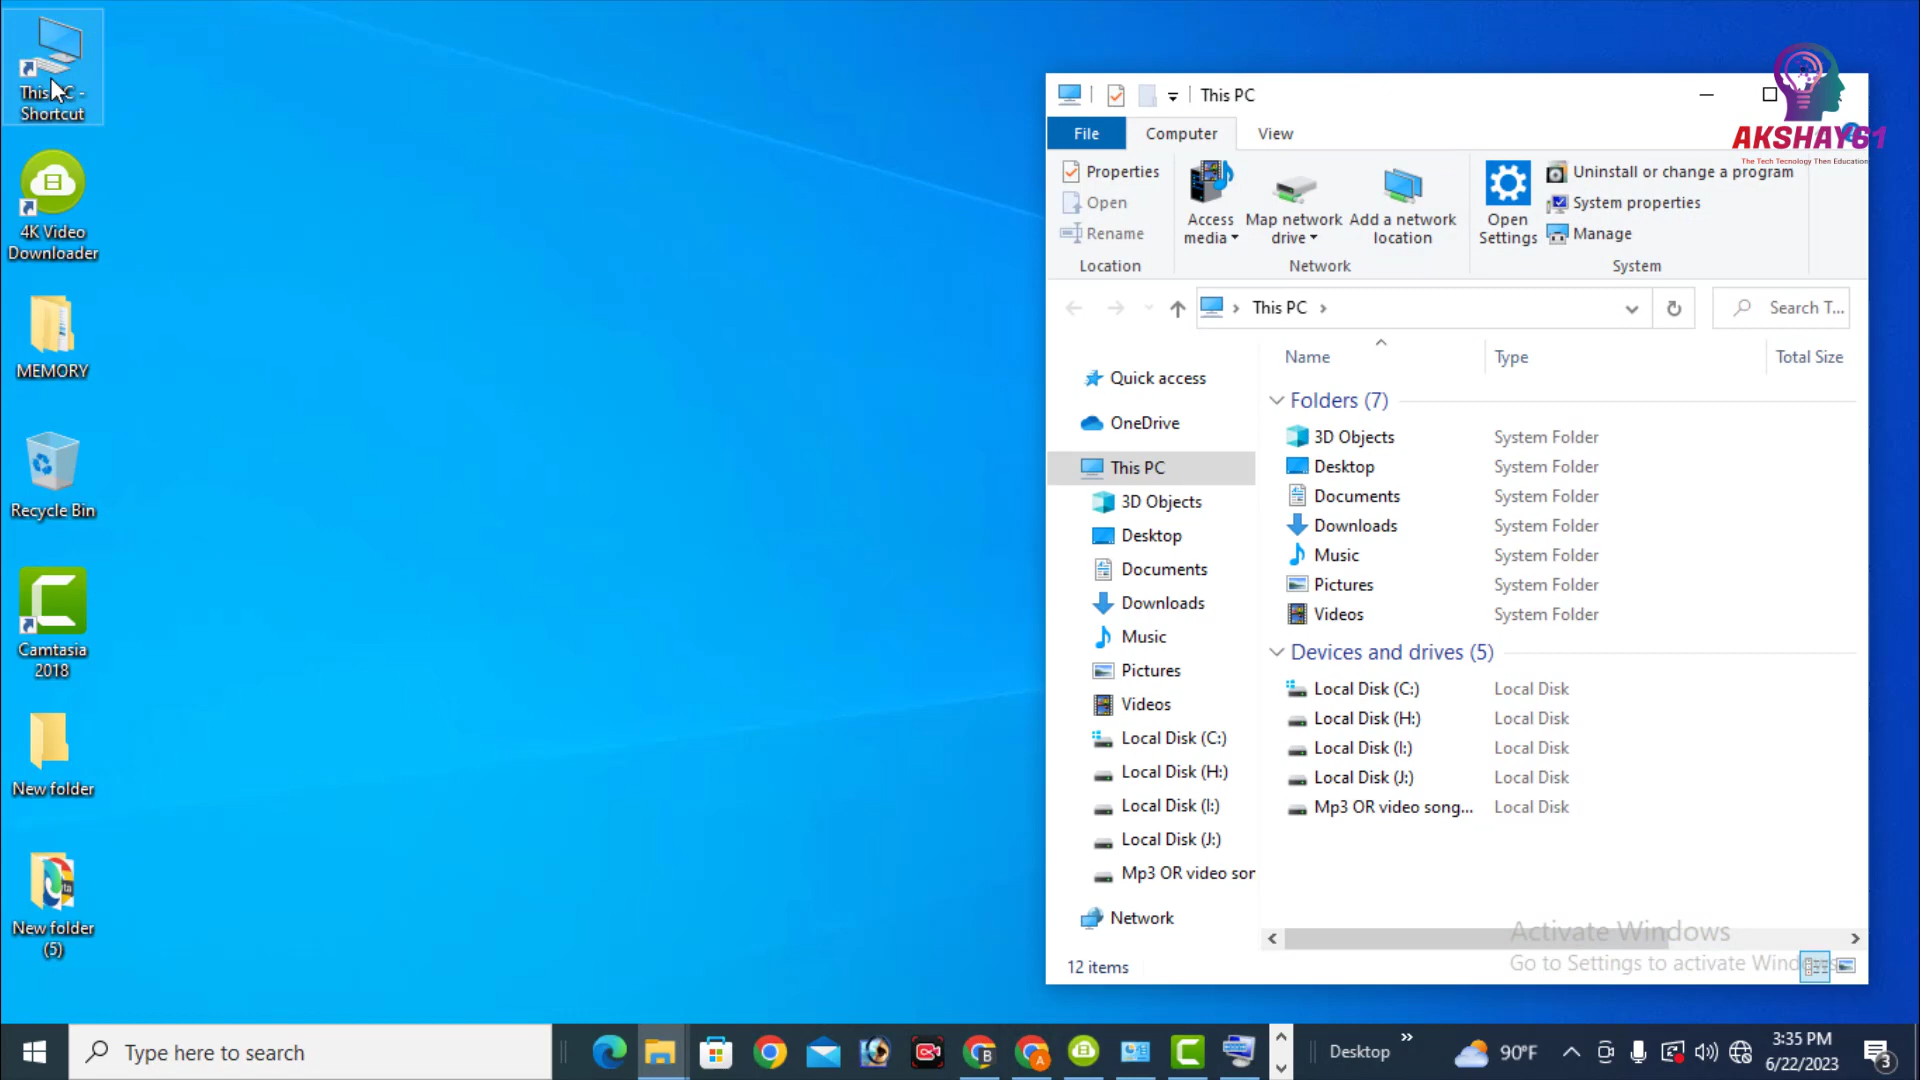 This PC -
Shortcut
4K Video
Downloader
MEMORY
Recycle Bin
Camtasia
2018
New folder
New folder
(5)
This PC
AKSHAY61
The Tech Tecnology Then Education
File
Computer
View
Properties
Open
Rename
Location
Access
media
Map network
drive
Add a network
location
Network
Open
Settings
Uninstall or change a program
System properties
Manage
System
This PC
Search T...
Quick access
OneDrive
This PC
3D Objects
Desktop
Documents
Downloads
Music
Pictures
Videos
Local Disk (C:)
Local Disk (H:)
Local Disk (I:)
Local Disk (J:)
Mp3 OR video sor
Network
Name Type Total Size
Folders (7)
3D Objects System Folder
Desktop System Folder
Documents System Folder
Downloads System Folder
Music System Folder
Pictures System Folder
Videos System Folder
Devices and drives (5)
Local Disk (C:) Local Disk
Local Disk (H:) Local Disk
Local Disk (I:) Local Disk
Local Disk (J:) Local Disk
Mp3 OR video song... Local Disk
Activate Windows
Go to Settings to activate Windows
12 items
Type here to search
Desktop
90°F
3:35 PM
6/22/2023
3